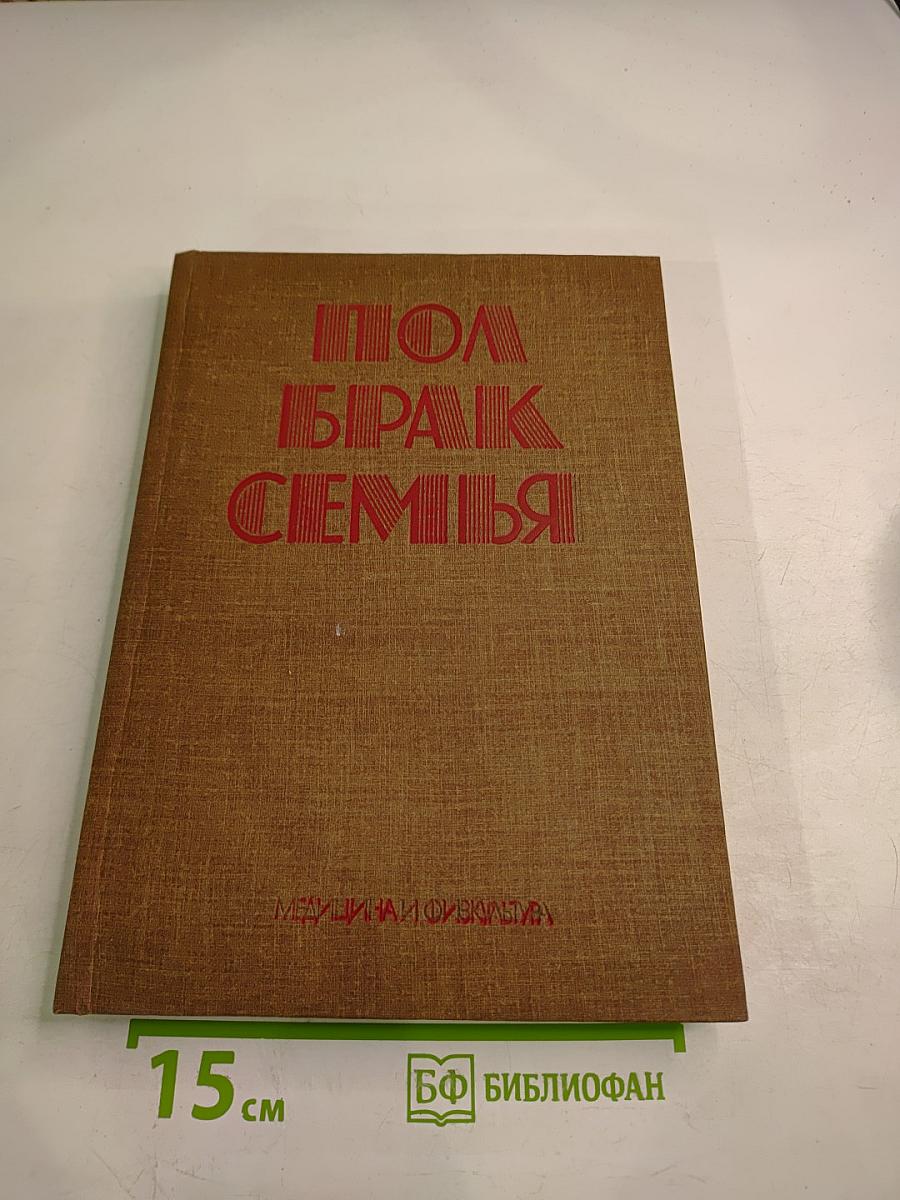 ПОЛ
БРАК
СЕМЬЯ
МЕДИЦИНА И ФИЗКУЛЬТУРА
15 см
БФ БИБЛИОФАН